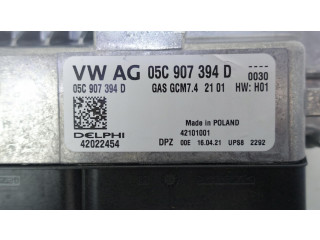 VW AG 05C 907 394 D
05C 907 394 D GAS GCM7.4 21 01 0030 HW: H01
Made in POLAND
DELPHI 42101001
42022454 DPZ 00E 16.04.21 UPS8 2292